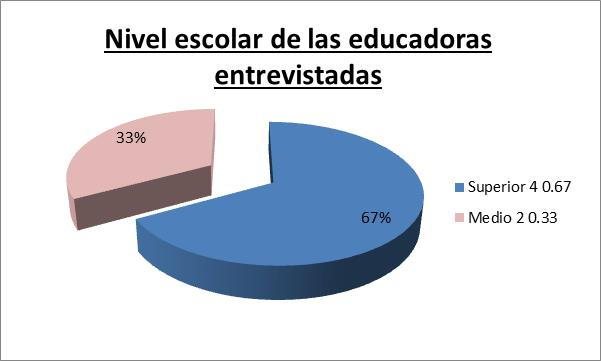 Nivel escolar de las educadoras
entrevistadas
33%
67%
Superior 4 0.67
Medio 2 0.33